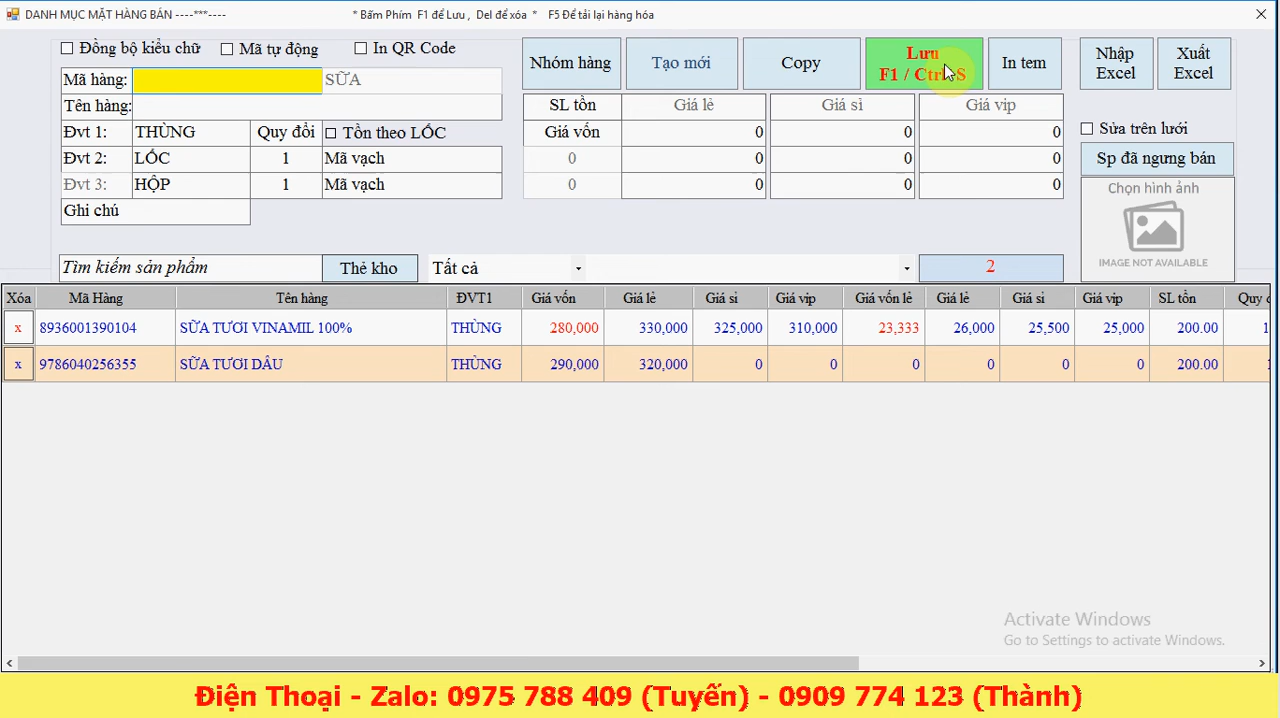 DANH MỤC MẶT HÀNG BÁN ----***---- * Bấm Phím F1 để Lưu , Del để xóa * F5 Để tải lại hàng hóa
Đồng bộ kiểu chữ Mã tự động In QR Code
Nhóm hàng Tạo mới Copy Lưu F1 / Ctrl S In tem Nhập Excel Xuất Excel
Mã hàng: SỮA
Tên hàng: SL tồn Giá lẻ Giá sỉ Giá vip
Đvt 1: THÙNG Quy đổi Tồn theo LỐC Giá vốn 0 0 0 Sửa trên lưới
Đvt 2: LỐC 1 Mã vạch 0 0 0 0 Sp đã ngưng bán
Đvt 3: HỘP 1 Mã vạch 0 0 0 0 Chọn hình ảnh
Ghi chú
IMAGE NOT AVAILABLE
Tìm kiếm sản phẩm Thẻ kho Tất cả 2
Xóa Mã Hàng Tên hàng ĐVT1 Giá vốn Giá lẻ Giá sỉ Giá vip Giá vốn lẻ Giá lẻ Giá sỉ Giá vip SL tồn Quy
x 8936001390104 SỮA TƯƠI VINAMIL 100% THÙNG 280,000 330,000 325,000 310,000 23,333 26,000 25,500 25,000 200.00 1
x 9786040256355 SỮA TƯƠI DÂU THÙNG 290,000 320,000 0 0 0 0 0 0 200.00
Activate Windows
Go to Settings to activate Windows.
Điện Thoại - Zalo: 0975 788 409 (Tuyến) - 0909 774 123 (Thành)